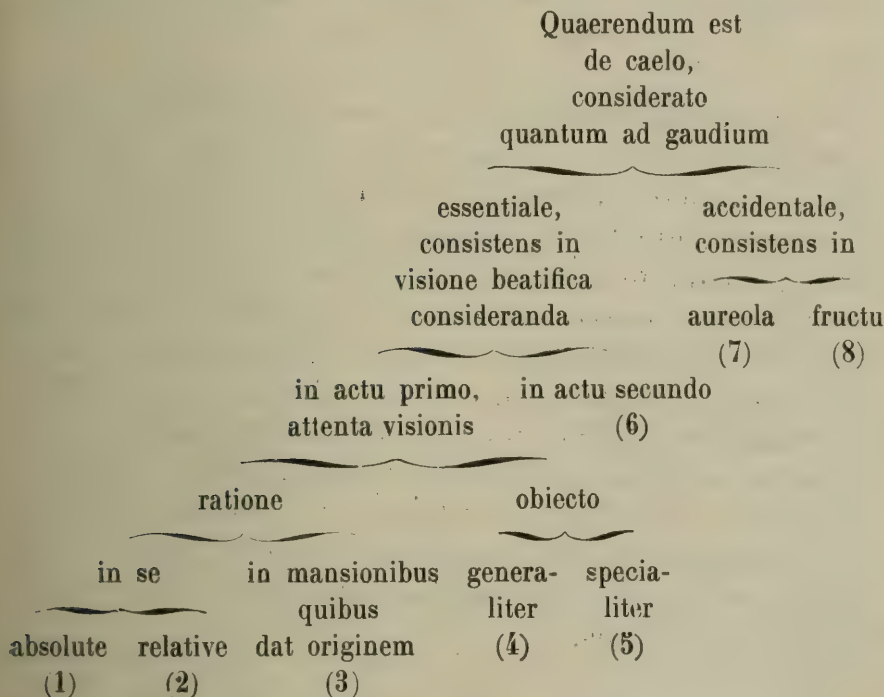 Quaerendum est
de caelo,
considerato
quantum ad gaudium
essentiale, accidentale,
consistens in consistens in
visione beatifica
consideranda aureola fructu
(7) (8)
in actu primo, in actu secundo
attenta visionis (6)
ratione obiecto
in se in mansionibus genera- specia-
quibus liter liter
absolute relative dat originem (4) (5)
(1) (2) (3)